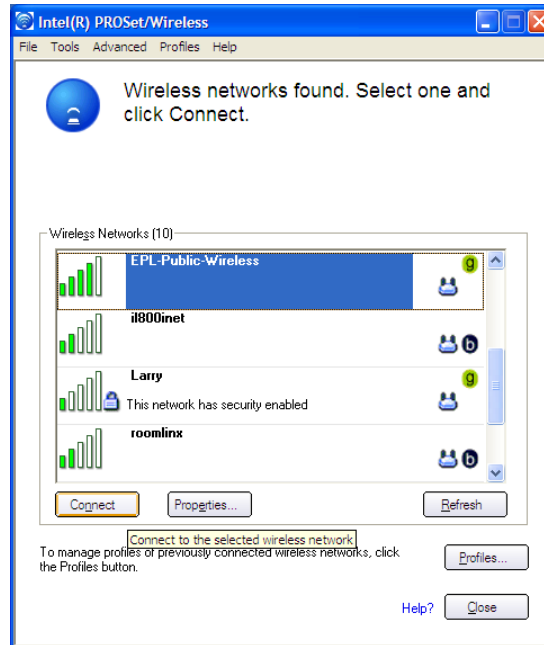 Intel(R) PROSet/Wireless
File Tools Advanced Profiles Help
Wireless networks found. Select one and
click Connect.
Wireless Networks (10)
EPL-Public-Wireless
g
il800inet
b
Larry
g
This network has security enabled
roomlinx
b
Connect Properties... Refresh
Connect to the selected wireless network
To manage profiles of previously connected wireless networks, click
the Profiles button.
Profiles...
Help? Close